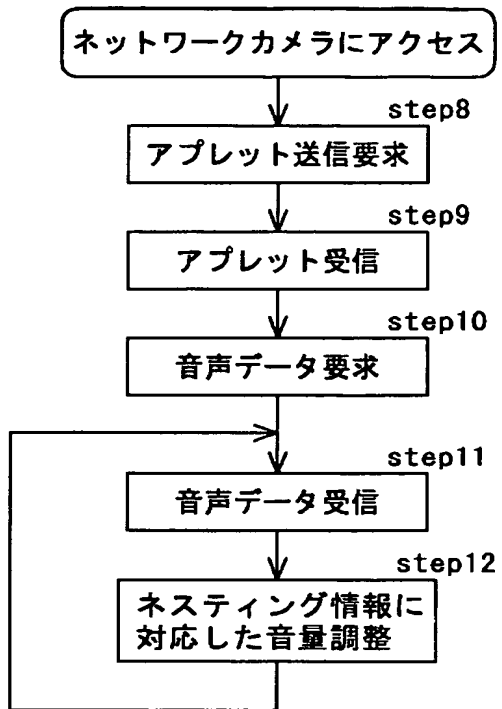 ネットワークカメラにアクセス
step8
アプレット送信要求
step9
アプレット受信
step10
音声データ要求
step11
音声データ受信
step12
ネスティング情報に
対応した音量調整